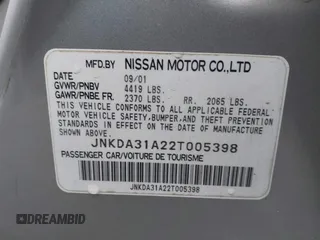 MFD.BY NISSAN MOTOR CO.,LTD
DATE 09/01
GVWR/PNBV 4419 LBS.
GAWR/PNBE FR. 2370 LBS. RR. 2065 LBS.
THIS VEHICLE CONFORMS TO ALL APPLICABLE FEDERAL
MOTOR VEHICLE SAFETY,BUMPER,AND THEFT
PREVENTION STANDARDS IN EFFECT ON THE DATE OF
MANUFACTURE SHOWN ABOVE.
JNKDA31A22T005398
PASSENGER CAR/VOITURE DE TOURISME
JNKDA31A22T005398
DREAMBID